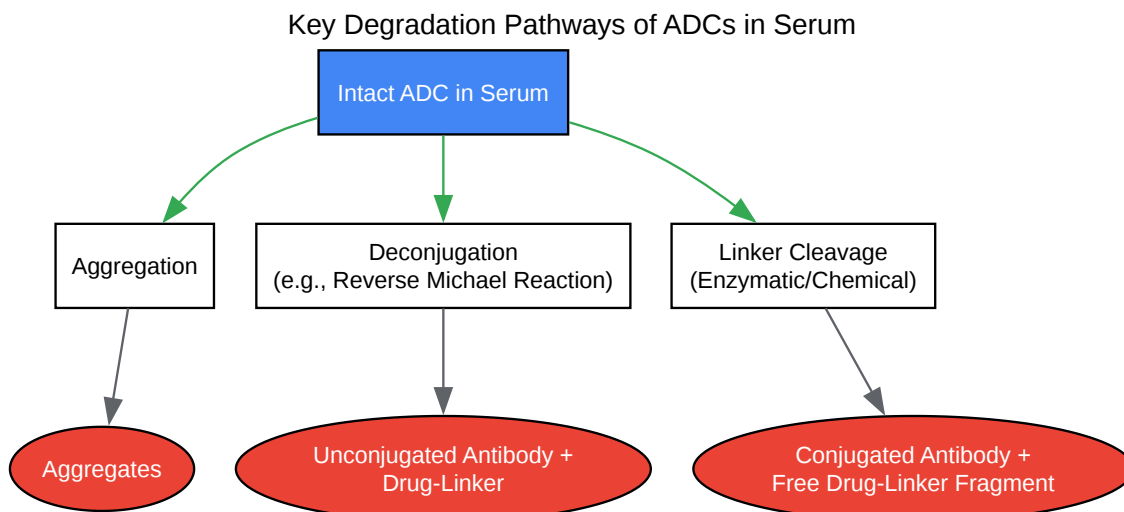 Key Degradation Pathways of ADCs in Serum
Intact ADC in Serum
Aggregation
Deconjugation
(e.g., Reverse Michael Reaction)
Linker Cleavage
(Enzymatic/Chemical)
Aggregates
Unconjugated Antibody +
Drug-Linker
Conjugated Antibody +
Free Drug-Linker Fragment